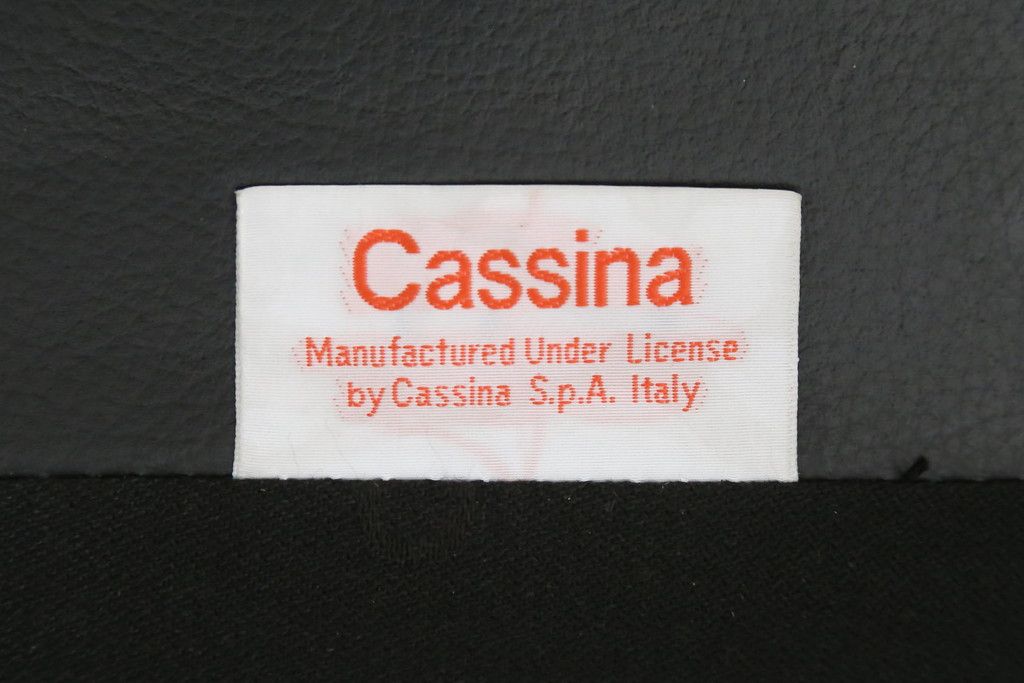 Cassina
Manufactured Under License
by Cassina S.p.A. Italy